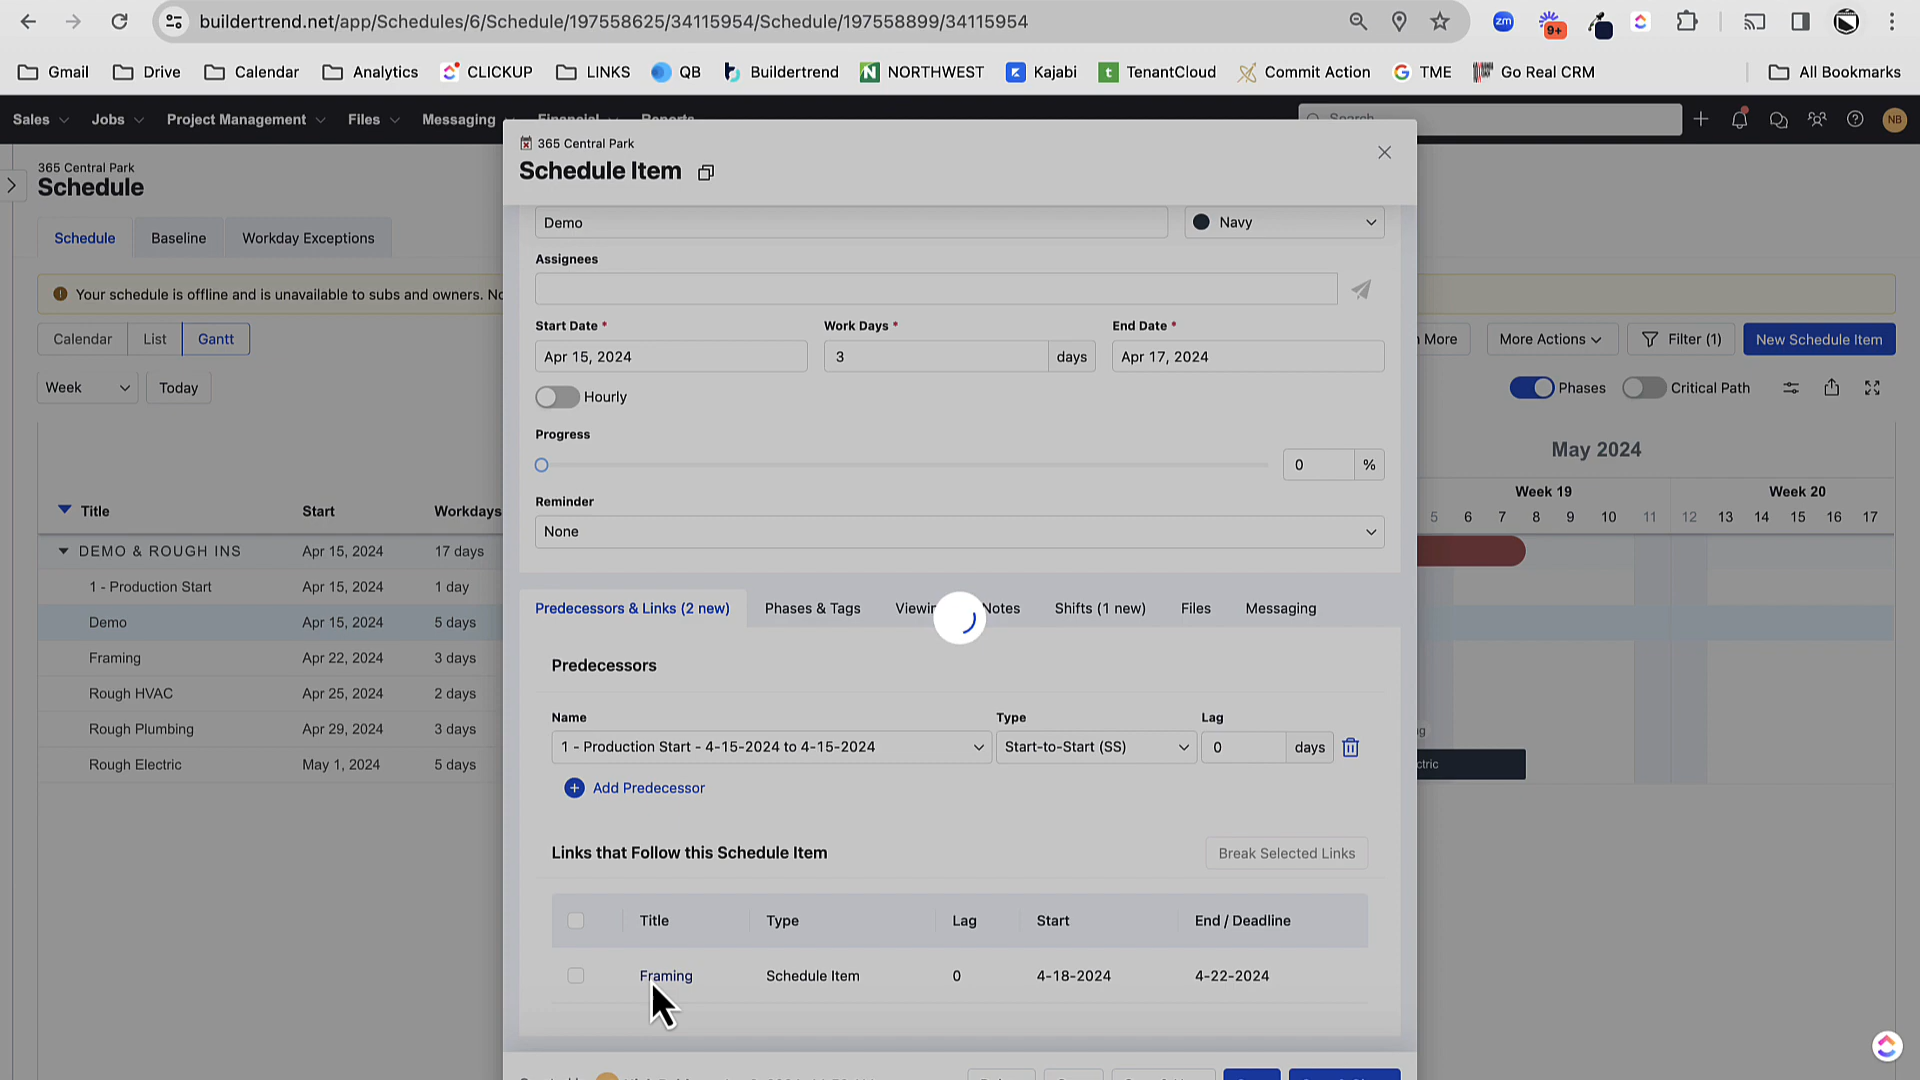 buildertrend.net/app/Schedules/6/Schedule/197558625/34115954/Schedule/197558899/34115954
zm
9+
Gmail Drive Calendar Analytics CLICKUP LINKS QB Buildertrend NORTHWEST Kajabi TenantCloud Commit Action TME Go Real CRM All Bookmarks
Sales Jobs Project Management Files Messaging Financial Reports Search NB
365 Central Park
Schedule
Schedule Baseline Workday Exceptions
Your schedule is offline and is unavailable to subs and owners.
Calendar List Gantt
More More Actions Filter (1) New Schedule Item
Week Today
Phases Critical Path
May 2024
Week 19 Week 20
Title Start Workdays
5 6 7 8 9 10 11 12 13 14 15 16 17
DEMO & ROUGH INS Apr 15, 2024 17 days
1 - Production Start Apr 15, 2024 1 day
Demo Apr 15, 2024 5 days
Framing Apr 22, 2024 3 days
Rough HVAC Apr 25, 2024 2 days
Rough Plumbing Apr 29, 2024 3 days
Rough Electric May 1, 2024 5 days
365 Central Park
Schedule Item
Demo Navy
Assignees
Start Date * Work Days * End Date *
Apr 15, 2024 3 days Apr 17, 2024
Hourly
Progress
0 %
Reminder
None
Predecessors & Links (2 new) Phases & Tags Viewin Notes Shifts (1 new) Files Messaging
Predecessors
Name Type Lag
1 - Production Start - 4-15-2024 to 4-15-2024 Start-to-Start (SS) 0 days
Add Predecessor
Links that Follow this Schedule Item Break Selected Links
Title Type Lag Start End / Deadline
Framing Schedule Item 0 4-18-2024 4-22-2024